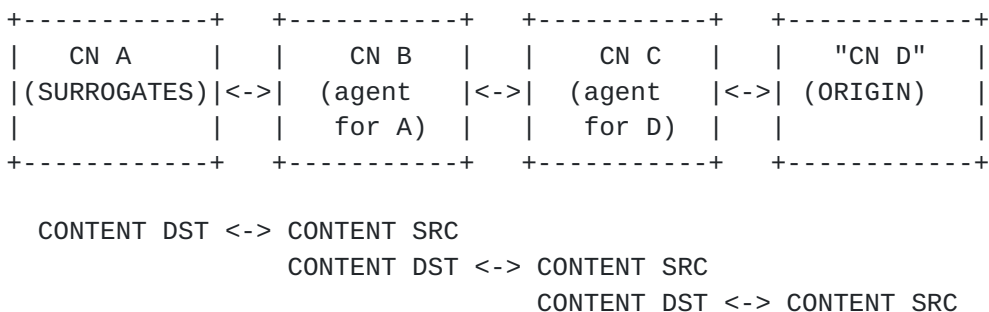 +------------+   +-----------+   +-----------+   +------------+
|    CN A    |   |    CN B   |   |    CN C   |   |   "CN D"   |
|(SURROGATES)|<->|  (agent   |<->|  (agent   |<->| (ORIGIN)   |
|            |   |   for A)  |   |   for D)  |   |            |
+------------+   +-----------+   +-----------+   +------------+
CONTENT DST <-> CONTENT SRC
CONTENT DST <-> CONTENT SRC
CONTENT DST <-> CONTENT SRC